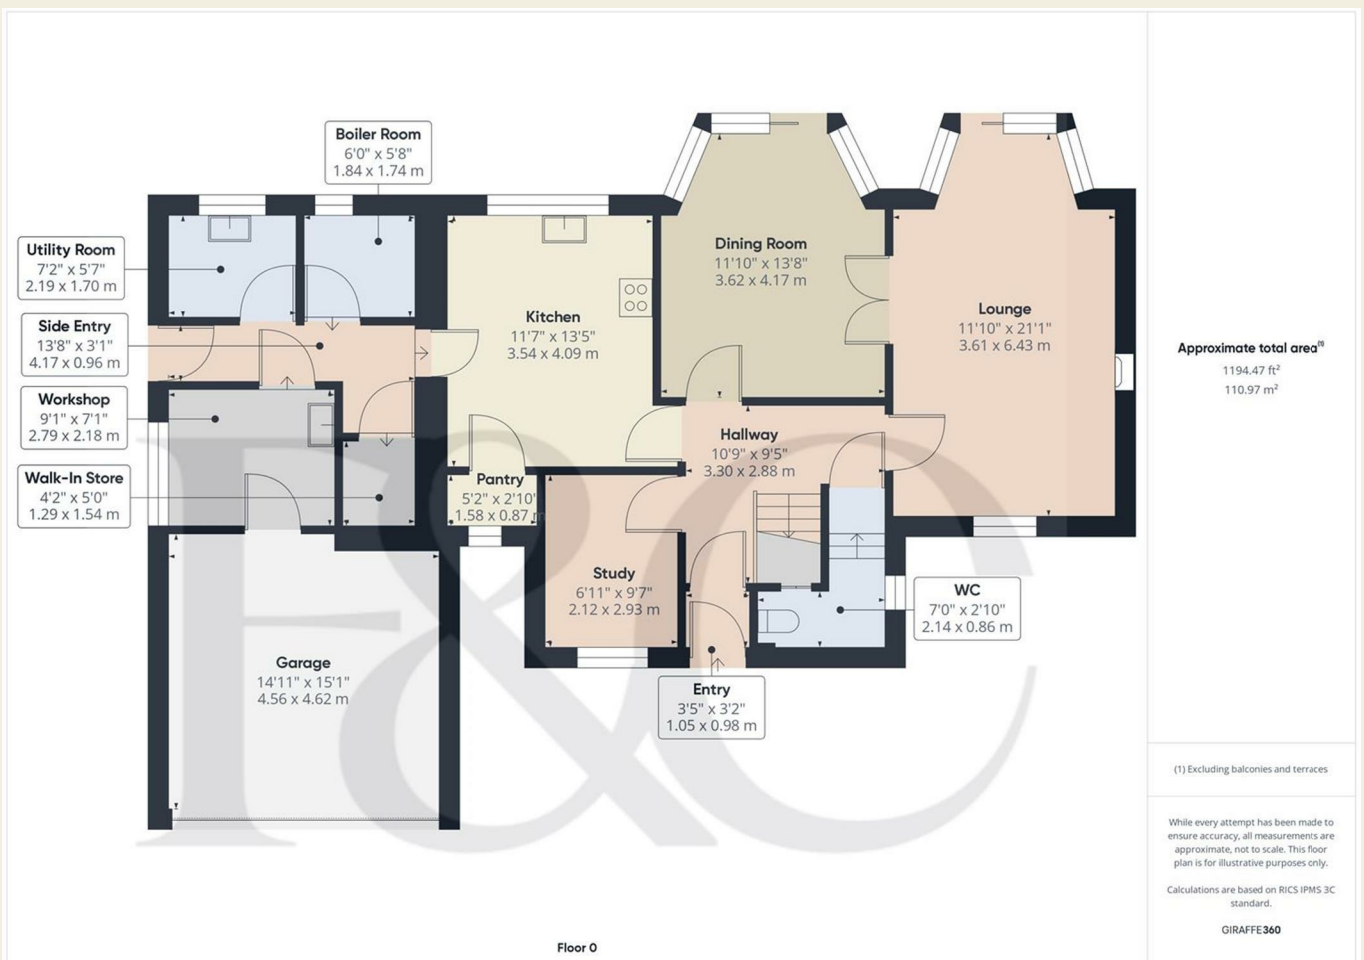 Boiler Room
6'0" x 5'8"
1.84 x 1.74 m
Utility Room
7'2" x 5'7"
2.19 x 1.70 m
Side Entry
13'8" x 3'1"
4.17 x 0.96 m
Workshop
9'1" x 7'1"
2.79 x 2.18 m
Walk-In Store
4'2" x 5'0"
1.29 x 1.54 m
Kitchen
11'7" x 13'5"
3.54 x 4.09 m
Dining Room
11'10" x 13'8"
3.62 x 4.17 m
Lounge
11'10" x 21'1"
3.61 x 6.43 m
Hallway
10'9" x 9'5"
3.30 x 2.88 m
Pantry
5'2" x 2'10"
1.58 x 0.87 m
Study
6'11" x 9'7"
2.12 x 2.93 m
WC
7'0" x 2'10"
2.14 x 0.86 m
Garage
14'11" x 15'1"
4.56 x 4.62 m
Entry
3'5" x 3'2"
1.05 x 0.98 m
F&C
Floor 0
Approximate total area⁽¹⁾
1194.47 ft²
110.97 m²
(1) Excluding balconies and terraces
While every attempt has been made to
ensure accuracy, all measurements are
approximate, not to scale. This floor
plan is for illustrative purposes only.
Calculations are based on RICS IPMS 3C
standard.
GIRAFFE360